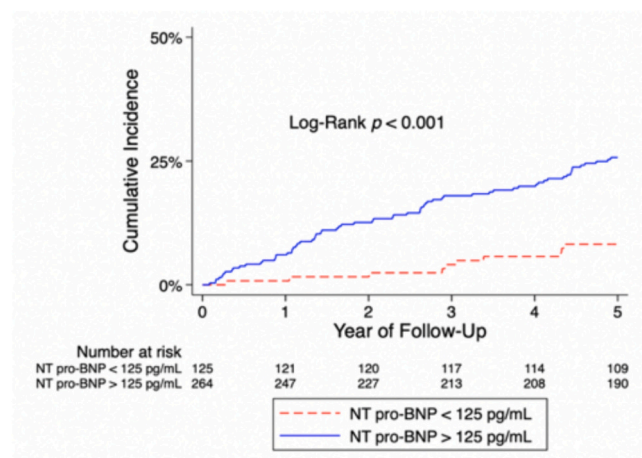 50%
Log-Rank p < 0.001
Cumulative Incidence
25%
0%
0 1 2 3 4 5
Year of Follow-Up
Number at risk
NT pro-BNP < 125 pg/mL 125 121 120 117 114 109
NT pro-BNP > 125 pg/mL 264 247 227 213 208 190
NT pro-BNP < 125 pg/mL
NT pro-BNP > 125 pg/mL